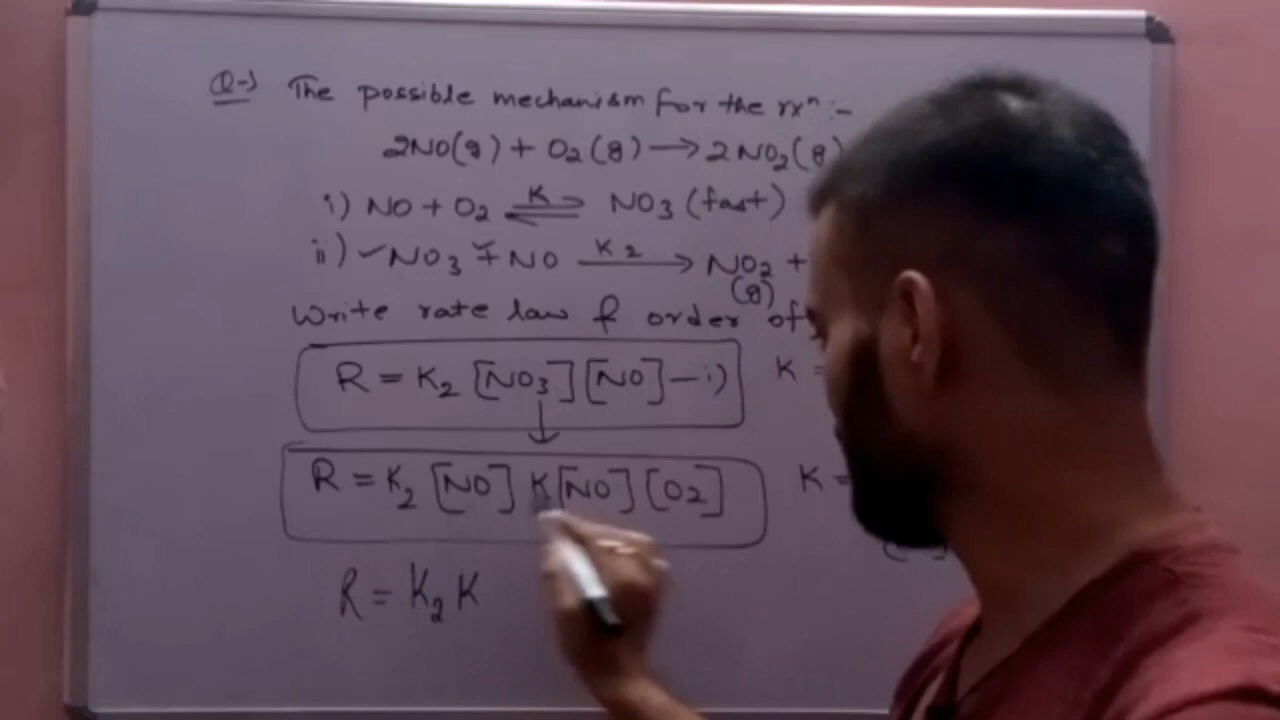 Q→ The possible mechanism for the rxⁿ:-
2NO(g) + O₂(g) → 2NO₂(g)
i) NO + O₂ ⇌ K NO₃ (fast)
ii) ✓NO₃ + ✓NO K₂ → NO₂ +
(g)
Write rate law & order of
R = K₂ [NO₃] [NO] — i) K =
↓
R = K₂ [NO] K [NO] [O₂] K =
R = K₂ K